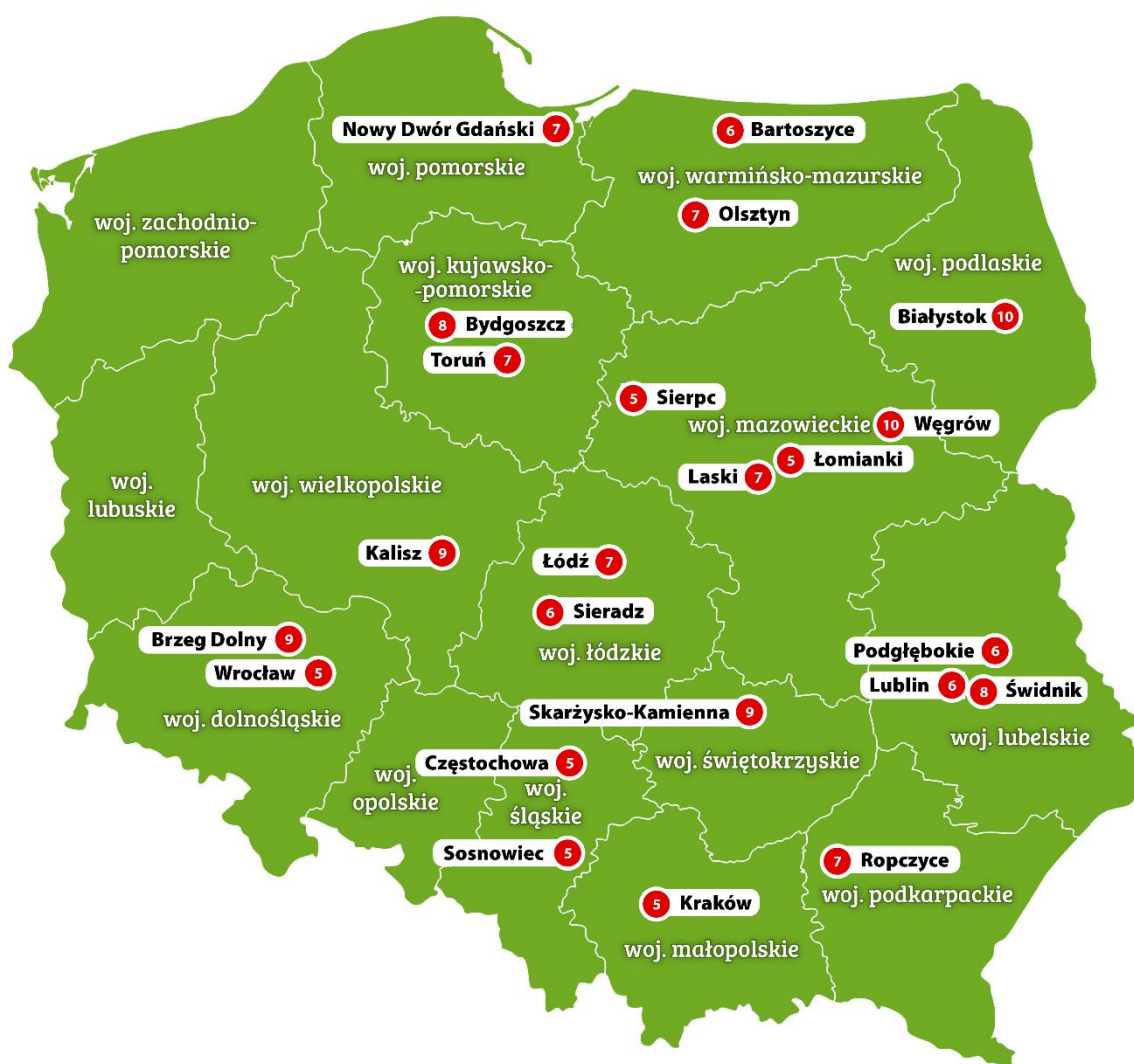 Nowy Dwór Gdański 7
woj. pomorskie
6 Bartoszyce
woj. warmińsko-mazurskie
7 Olsztyn
woj. zachodnio-
pomorskie
woj. kujawsko-
-pomorskie
8 Bydgoszcz
Toruń 7
woj. podlaskie
Białystok 10
5 Sierpc
woj. mazowieckie
10 Węgrów
5 Łomianki
Laski 7
woj.
lubuskie
woj. wielkopolskie
Kalisz 9
Łódź 7
6 Sieradz
woj. łódzkie
Brzeg Dolny 9
Wrocław 5
woj. dolnośląskie
Podgłębokie 6
Lublin 6
8 Świdnik
woj. lubelskie
Skarżysko-Kamienna 9
woj. świętokrzyskie
Częstochowa 5
woj.
opolskie
woj.
śląskie
Sosnowiec 5
7 Ropczyce
woj. podkarpackie
5 Kraków
woj. małopolskie